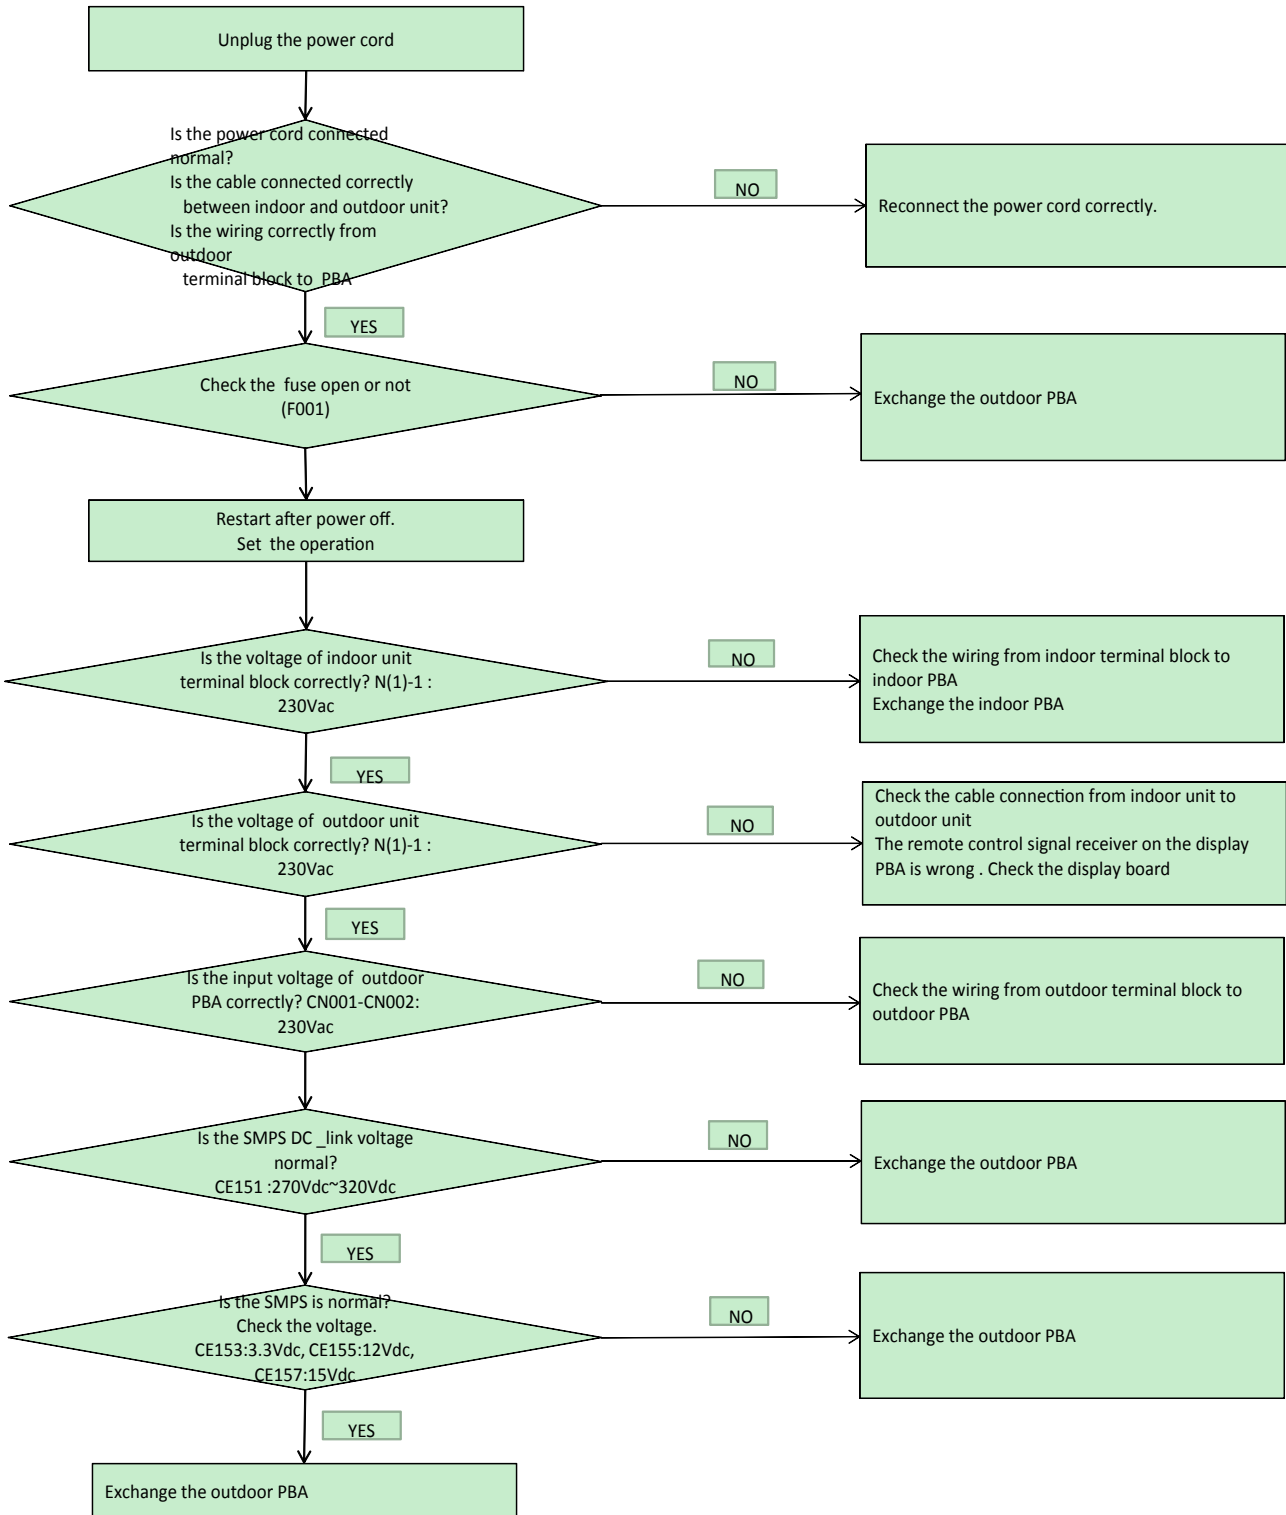 Unplug the power cord
Is the power cord connected
normal?
Is the cable connected correctly
between indoor and outdoor unit?
Is the wiring correctly from
outdoor
terminal block to PBA
NO
Reconnect the power cord correctly.
YES
Check the fuse open or not
(F001)
NO
Exchange the outdoor PBA
Restart after power off.
Set the operation
Is the voltage of indoor unit
terminal block correctly? N(1)-1 :
230Vac
NO
Check the wiring from indoor terminal block to
indoor PBA
Exchange the indoor PBA
YES
Is the voltage of outdoor unit
terminal block correctly? N(1)-1 :
230Vac
NO
Check the cable connection from indoor unit to
outdoor unit
The remote control signal receiver on the display
PBA is wrong . Check the display board
YES
Is the input voltage of outdoor
PBA correctly? CN001-CN002:
230Vac
NO
Check the wiring from outdoor terminal block to
outdoor PBA
Is the SMPS DC _link voltage
normal?
CE151 :270Vdc~320Vdc
NO
Exchange the outdoor PBA
YES
Is the SMPS is normal?
Check the voltage.
CE153:3.3Vdc, CE155:12Vdc,
CE157:15Vdc
NO
Exchange the outdoor PBA
YES
Exchange the outdoor PBA